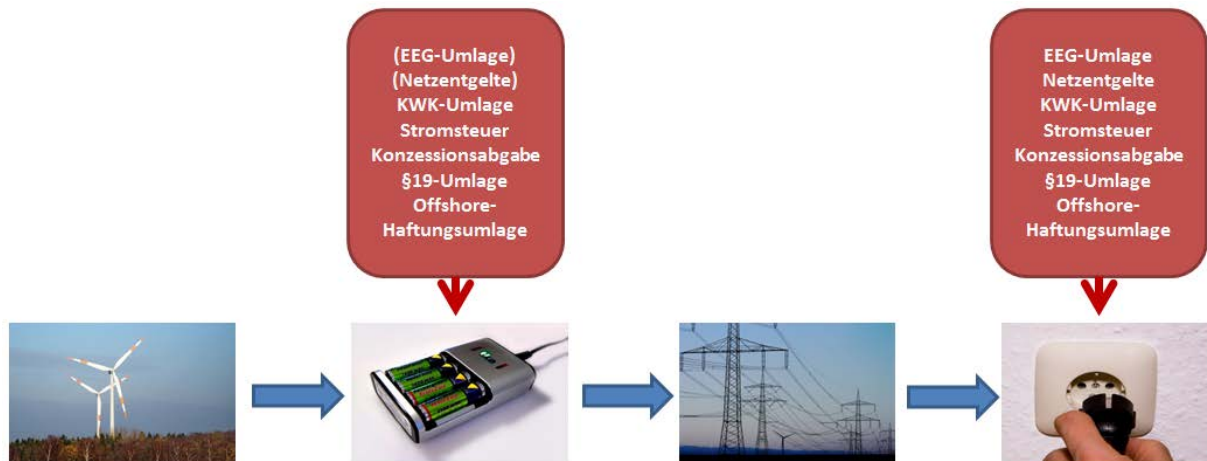 (EEG-Umlage)
(Netzentgelte)
KWK-Umlage
Stromsteuer
Konzessionsabgabe
§19-Umlage
Offshore-
Haftungsumlage
EEG-Umlage
Netzentgelte
KWK-Umlage
Stromsteuer
Konzessionsabgabe
§19-Umlage
Offshore-
Haftungsumlage